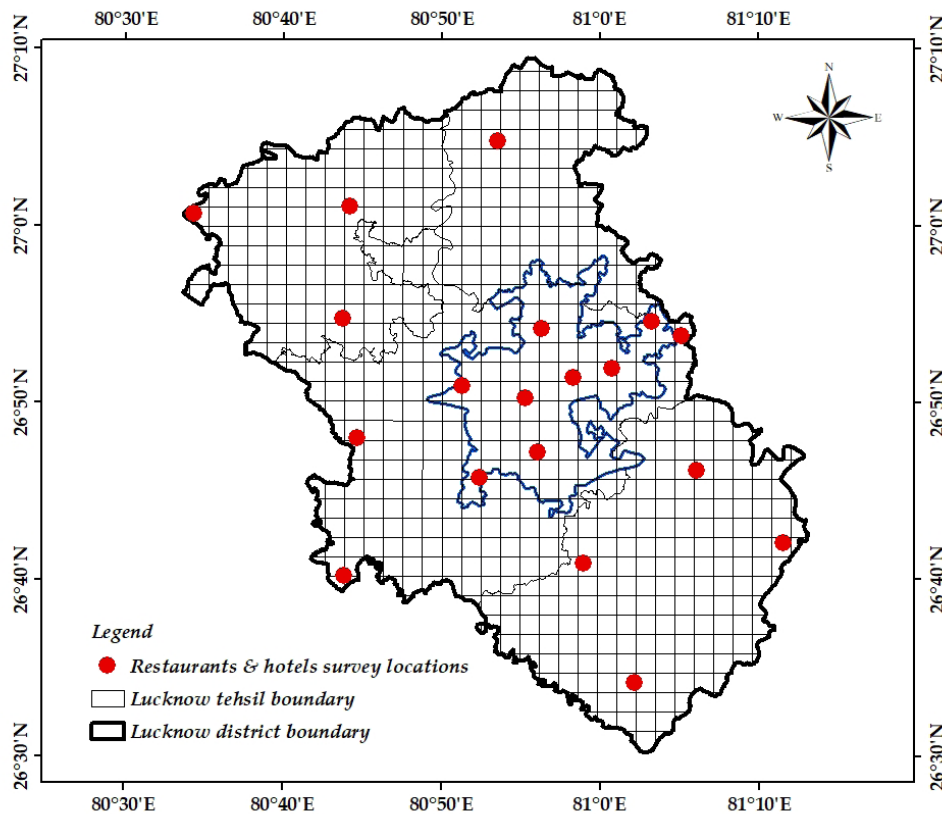 80°30'E 80°40'E 80°50'E 81°0'E 81°10'E
27°10'N 27°10'N
N
W E
S
27°0'N 27°0'N
26°50'N 26°50'N
26°40'N 26°40'N
Legend
Restaurants & hotels survey locations
Lucknow tehsil boundary
Lucknow district boundary
26°30'N 26°30'N
80°30'E 80°40'E 80°50'E 81°0'E 81°10'E